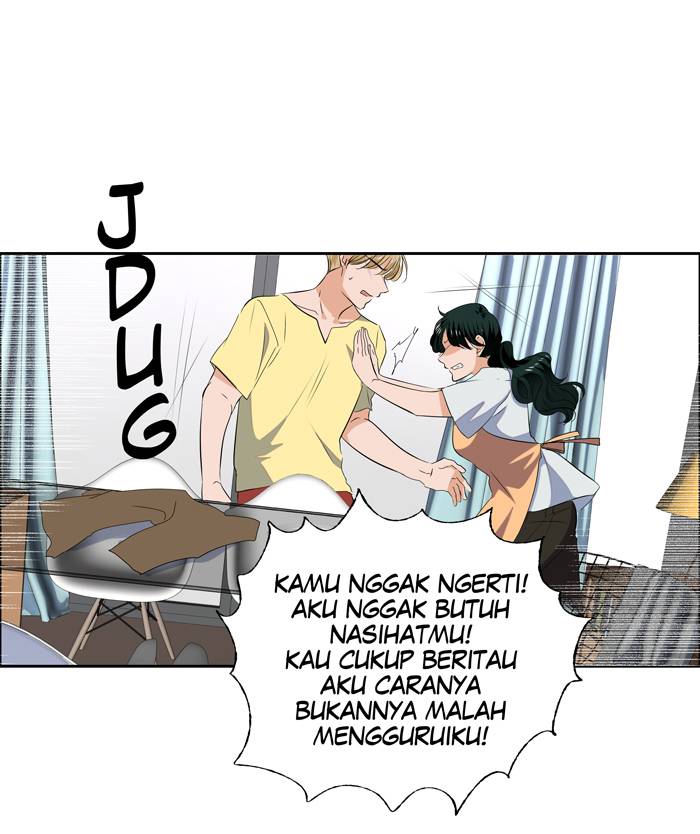 JDUG
KAMU NGGAK NGERTI!
AKU NGGAK BUTUH
NASIHATMU!
KAU CUKUP BERITAU
AKU CARANYA
BUKANNYA MALAH
MENGGURUIKU!